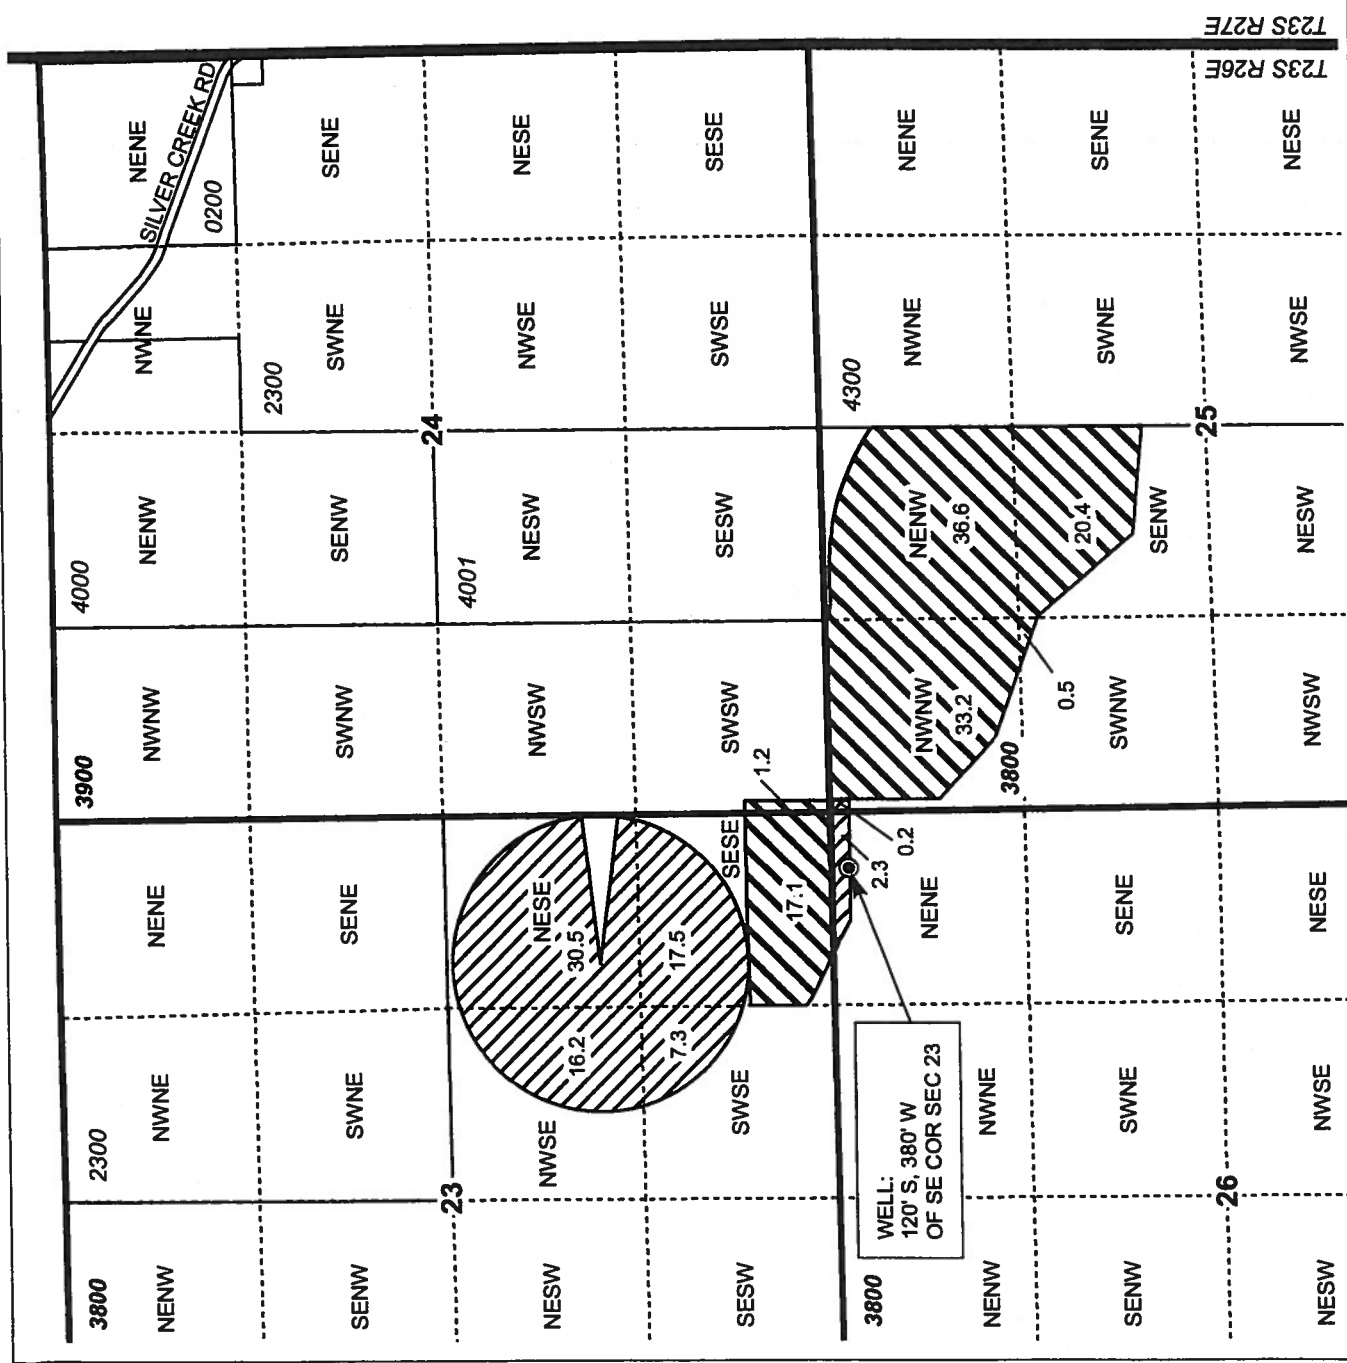 3800
2300
3900
4000
NENW
NWNE
NENE
NWNW
NENW
NWNE
NENE
SILVER CREEK RD
0200
2300
SENW
SWNE
SENE
SWNW
SENW
SWNE
SENE
23
24
4001
NESW
NWSE
NESE
NWSW
NESW
NWSE
NESE
16.2
30.5
7.3
17.5
SESW
SWSE
SESE
SWSW
SESW
SWSE
SESE
17.1
1.2
3800
WELL:
120' S, 380' W
OF SE COR SEC 23
2.3
0.2
4300
NENW
NWNE
NENE
NWNW
33.2
NENW
36.6
NWNE
NENE
3800
0.5
20.4
SENW
SWNE
SENE
SWNW
SENW
SWNE
SENE
26
25
NESW
NWSE
NESE
NWSW
NESW
NWSE
NESE
T23S R26E
T23S R27E